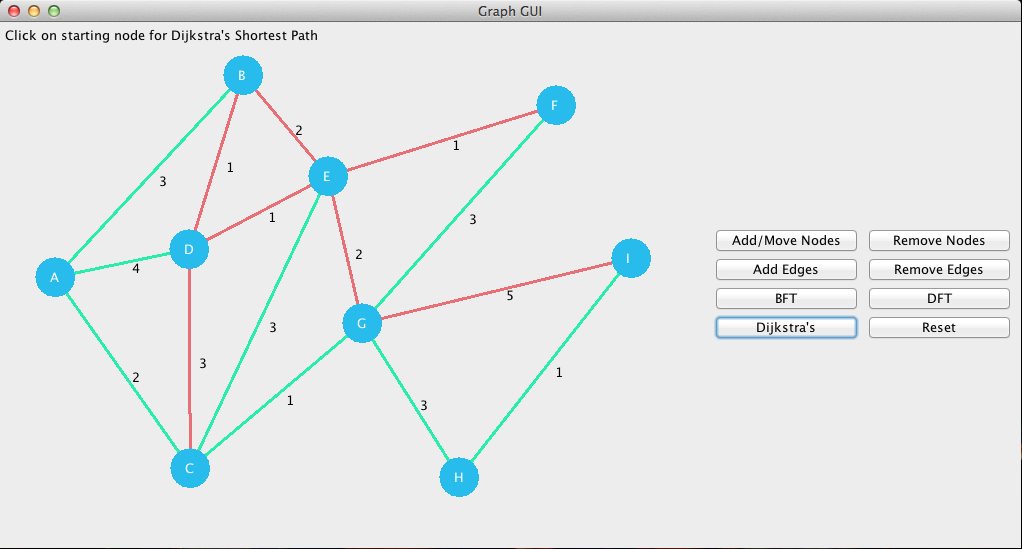 Graph GUI
Click on starting node for Dijkstra's Shortest Path
B
F
2
1
3
1
E
1
3
D
2
A
4
I
5
G
3
3
2
1
3
1
C
H
Add/Move Nodes
Remove Nodes
Add Edges
Remove Edges
BFT
DFT
Dijkstra's
Reset